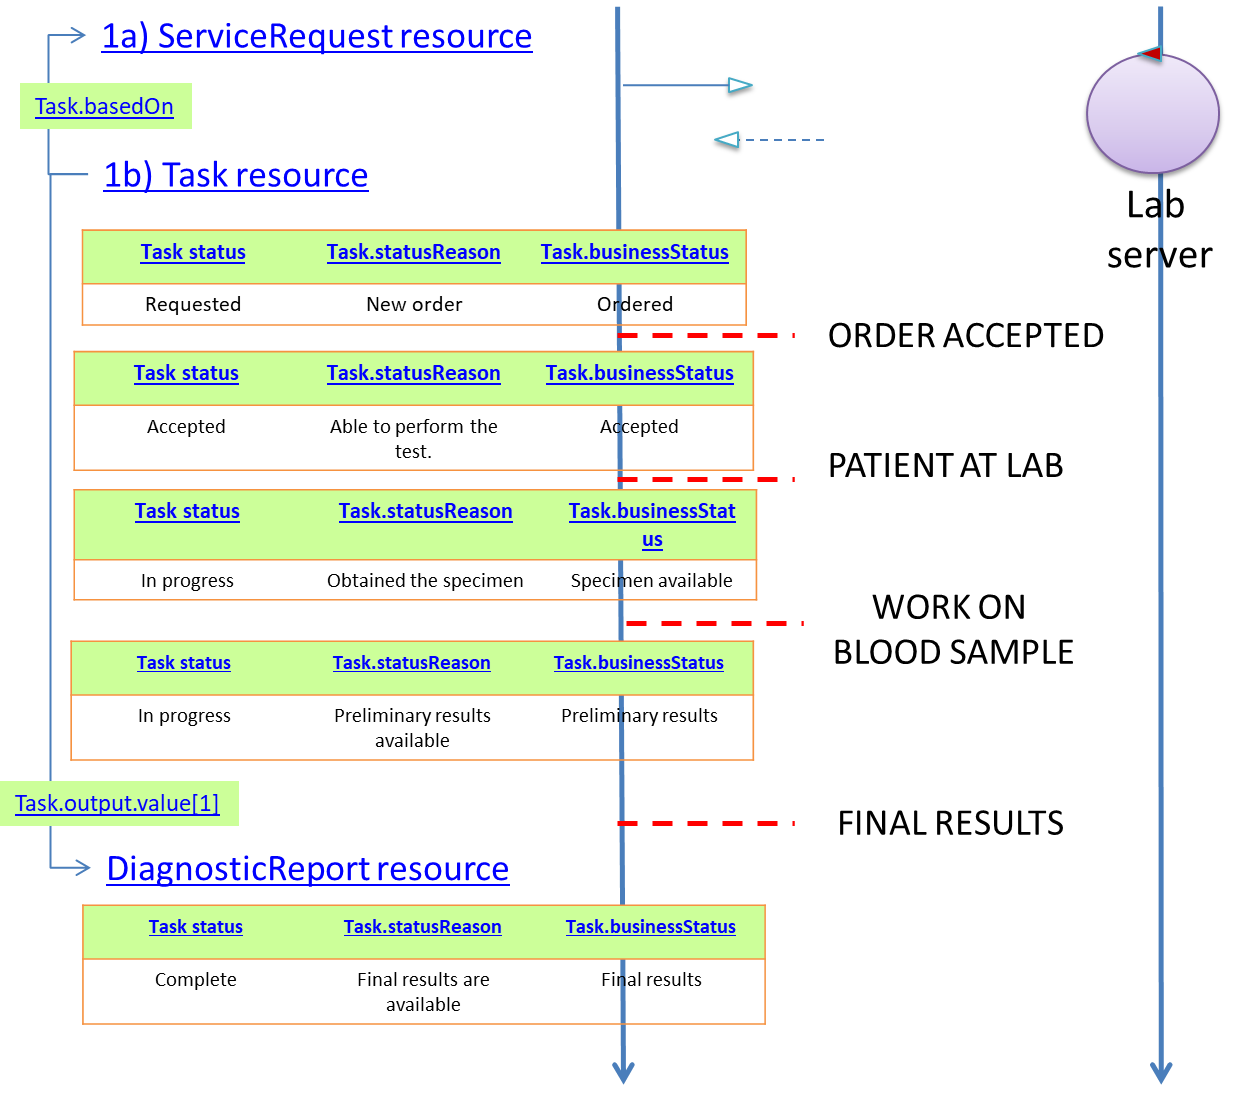 1a) ServiceRequest resource
Task.basedOn
1b) Task resource
Lab
server
Task status Task.statusReason Task.businessStatus
Requested New order Ordered
ORDER ACCEPTED
Task status Task.statusReason Task.businessStatus
Accepted Able to perform the Accepted
test.
PATIENT AT LAB
Task status Task.statusReason Task.businessStat
us
In progress Obtained the specimen Specimen available
WORK ON
BLOOD SAMPLE
Task status Task.statusReason Task.businessStatus
In progress Preliminary results Preliminary results
available
Task.output.value[1]
FINAL RESULTS
DiagnosticReport resource
Task status Task.statusReason Task.businessStatus
Complete Final results are Final results
available